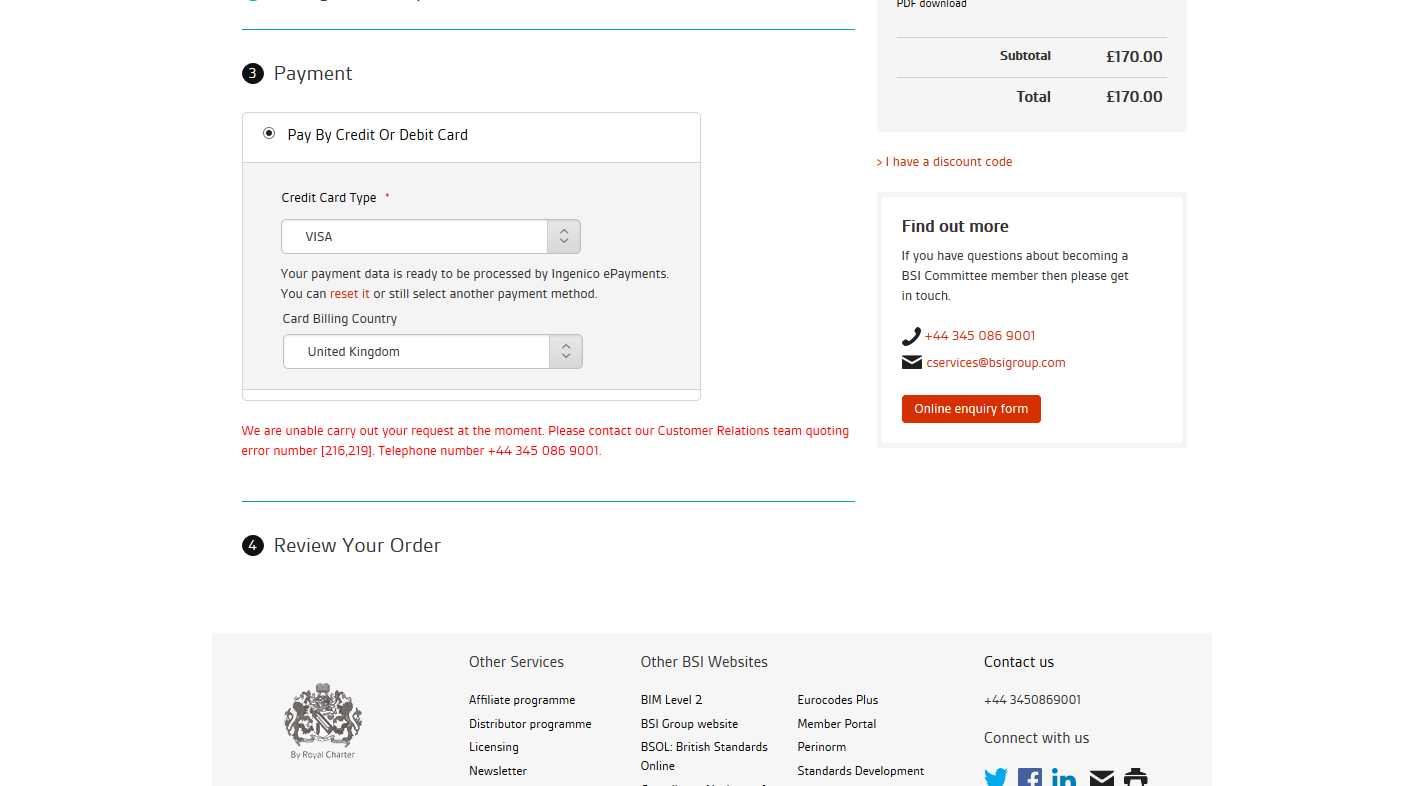 PDF download
Subtotal £170.00
Total £170.00
3 Payment
Pay By Credit Or Debit Card
Credit Card Type *
VISA
Your payment data is ready to be processed by Ingenico ePayments.
You can reset it or still select another payment method.
Card Billing Country
United Kingdom
We are unable carry out your request at the moment. Please contact our Customer Relations team quoting
error number [216,219]. Telephone number +44 345 086 9001.
4 Review Your Order
> I have a discount code
Find out more
If you have questions about becoming a
BSI Committee member then please get
in touch.
+44 345 086 9001
cservices@bsigroup.com
Online enquiry form
By Royal Charter
Other Services
Affiliate programme
Distributor programme
Licensing
Newsletter
Other BSI Websites
BIM Level 2
BSI Group website
BSOL: British Standards
Online
Eurocodes Plus
Member Portal
Perinorm
Standards Development
Contact us
+44 3450869001
Connect with us